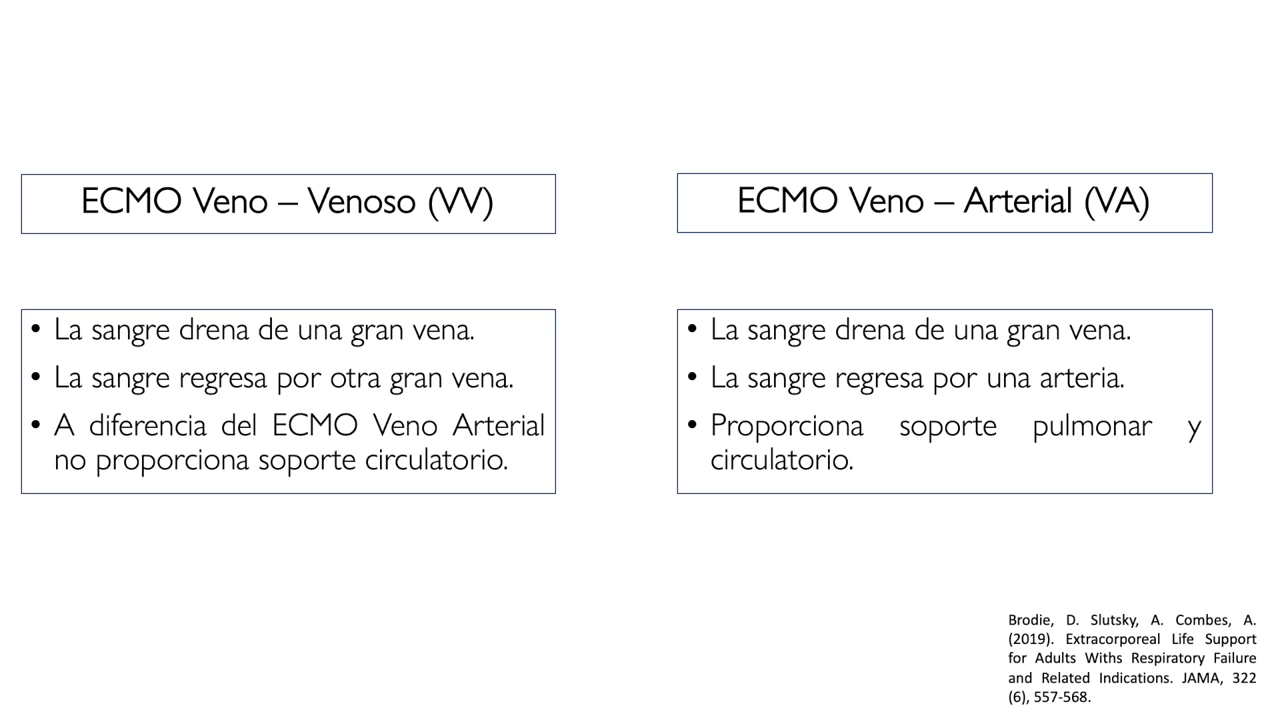 ECMO Veno – Venoso (VV)
ECMO Veno – Arterial (VA)
• La sangre drena de una gran vena.
• La sangre regresa por otra gran vena.
• A diferencia del ECMO Veno Arterial
no proporciona soporte circulatorio.
• La sangre drena de una gran vena.
• La sangre regresa por una arteria.
• Proporciona soporte pulmonar y
circulatorio.
Brodie, D. Slutsky, A. Combes, A.
(2019). Extracorporeal Life Support
for Adults Withs Respiratory Failure
and Related Indications. JAMA, 322
(6), 557-568.